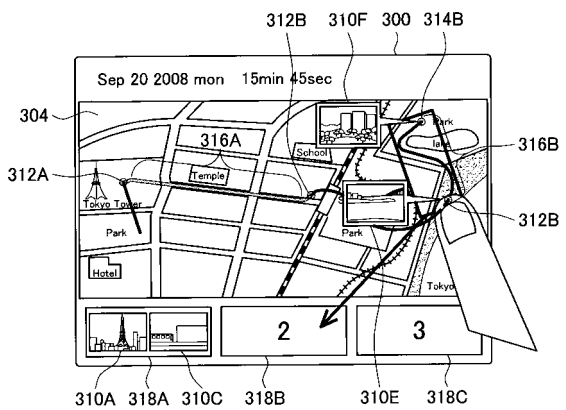 312B 310F 300 314B
Sep 20 2008 mon 15min 45sec
304
Park
316A
lake
316B
School
312A
Temple
Tokyo Tower
312B
Park
Park
Hotel
Tokyo
2
3
310A 318A 310C 318B 310E 318C